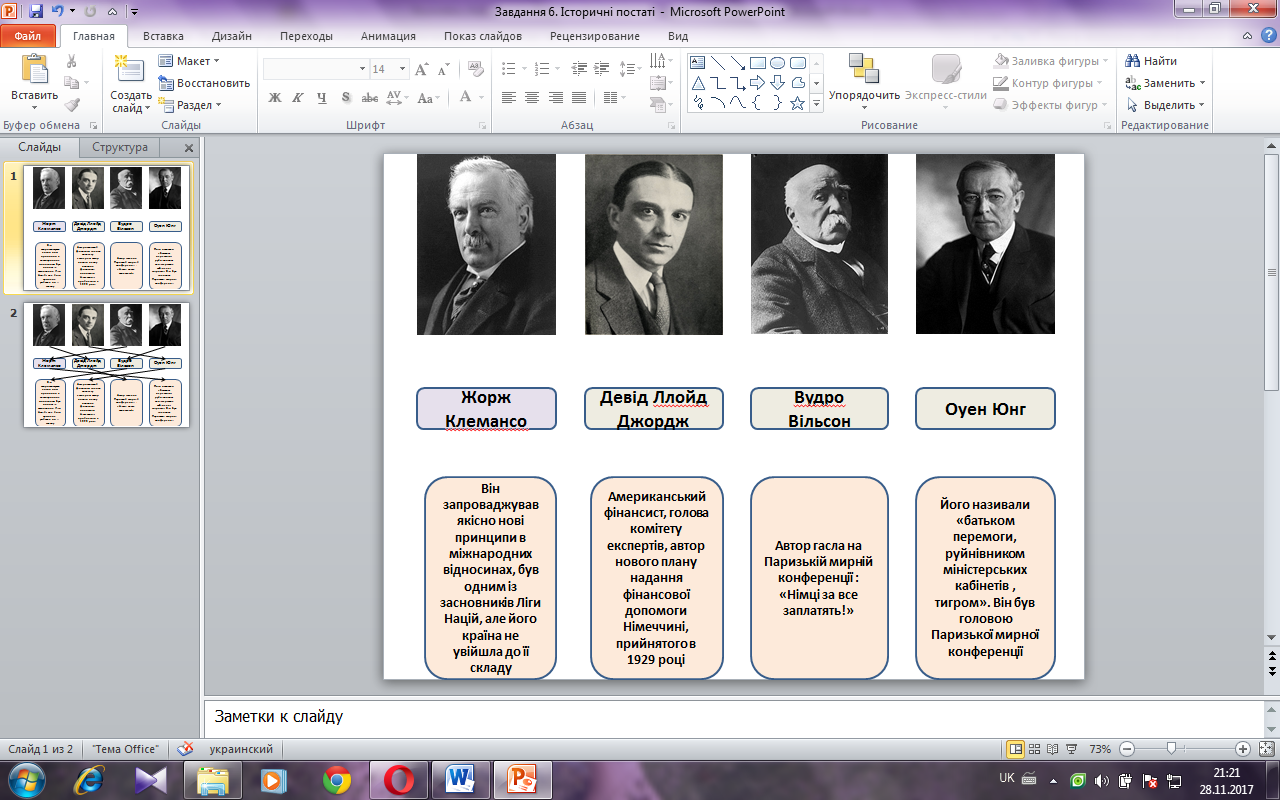 Завдання 6. Історичні постаті - Microsoft PowerPoint
Файл Главная Вставка Дизайн Переходы Анимация Показ слайдов Рецензирование Вид
Вставить
Создать слайд
Макет
Восстановить
Раздел
14
Ж К Ч S abc AV Aa A
Заливка фигуры
Контур фигуры
Эффекты фигур
Упорядочить
Экспресс-стили
Найти
Заменить
Выделить
Буфер обмена Слайды Шрифт Абзац Рисование Редактирование
Слайды Структура
1
2
Жорж
Клемансо
Девід Ллойд
Джордж
Вудро
Вільсон
Оуен Юнг
Він
запроваджував
якісно нові
принципи в
міжнародних
відносинах, був
одним із
засновників Ліги
Націй, але його
країна не
увійшла до її
складу
Американський
фінансист, голова
комітету
експертів, автор
нового плану
надання
фінансової
допомоги
Німеччині,
прийнятого в
1929 році
Автор гасла на
Паризькій мирній
конференції :
«Німці за все
заплатять!»
Його називали
«батьком
перемоги,
руйнівником
міністерських
кабінетів ,
тигром». Він був
головою
Паризької мирної
конференції
Заметки к слайду
Слайд 1 из 2 "Тема Office" украинский 73%
UK 21:21
28.11.2017